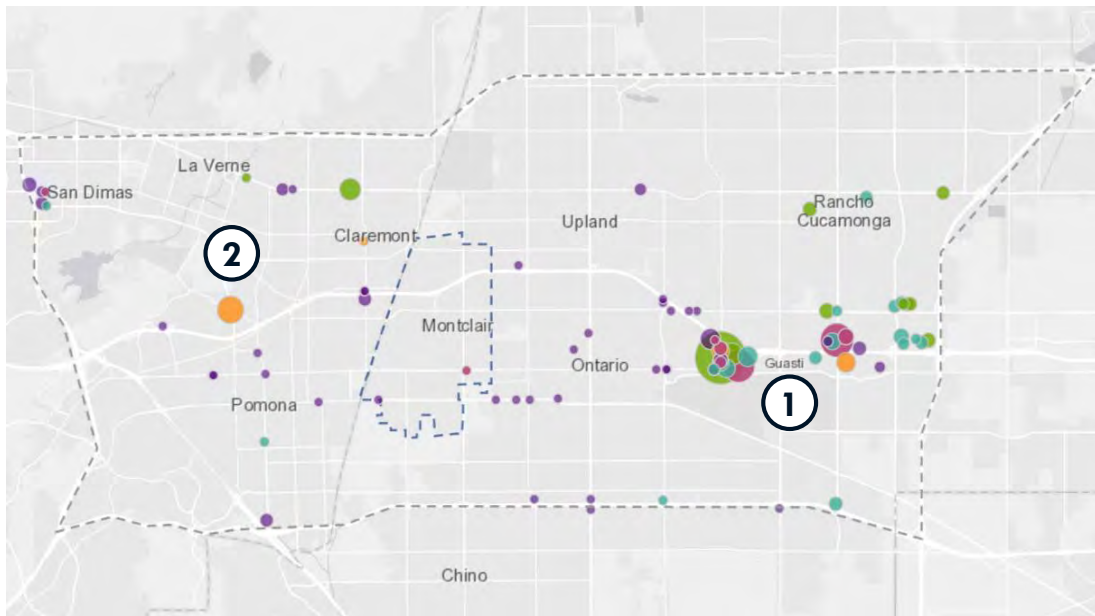 La Verne
San Dimas
Rancho
Cucamonga
Upland
Claremont
2
Montclair
Ontario
Guasti
1
Pomona
Chino